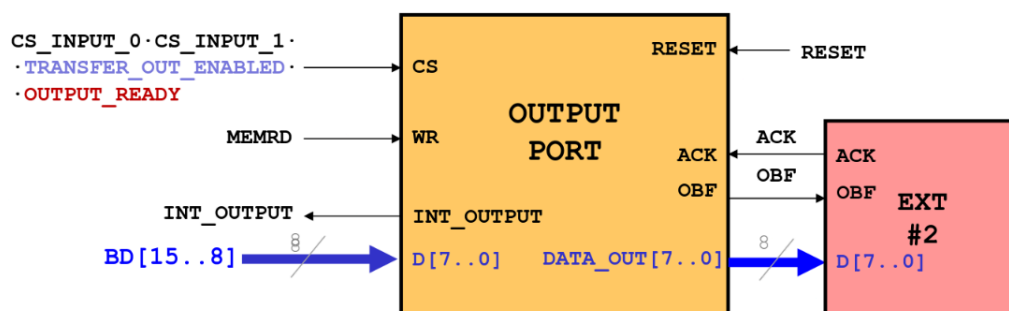 CS_INPUT_0·CS_INPUT_1·
·TRANSFER_OUT_ENABLED·
·OUTPUT_READY
CS
RESET
RESET
OUTPUT
PORT
MEMRD
WR
ACK
ACK
ACK
OBF
OBF
OBF
EXT
#2
INT_OUTPUT
INT_OUTPUT
BD[15..8]
8
8
D[7..0]
DATA_OUT[7..0]
8
D[7..0]